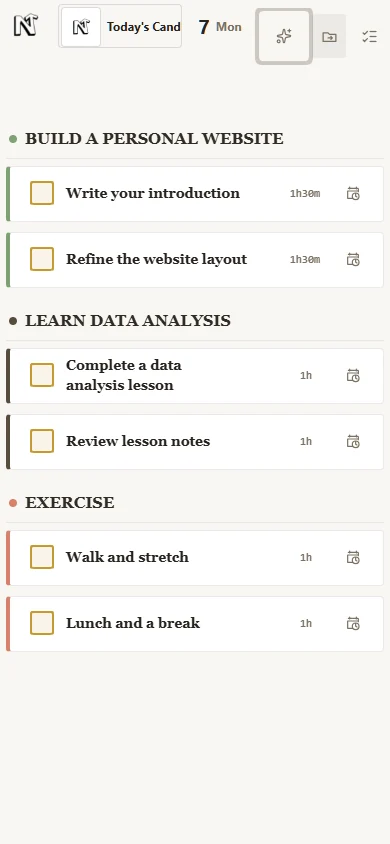 Today's Cand
7 Mon
BUILD A PERSONAL WEBSITE
Write your introduction 1h30m
Refine the website layout 1h30m
LEARN DATA ANALYSIS
Complete a data
analysis lesson 1h
Review lesson notes 1h
EXERCISE
Walk and stretch 1h
Lunch and a break 1h